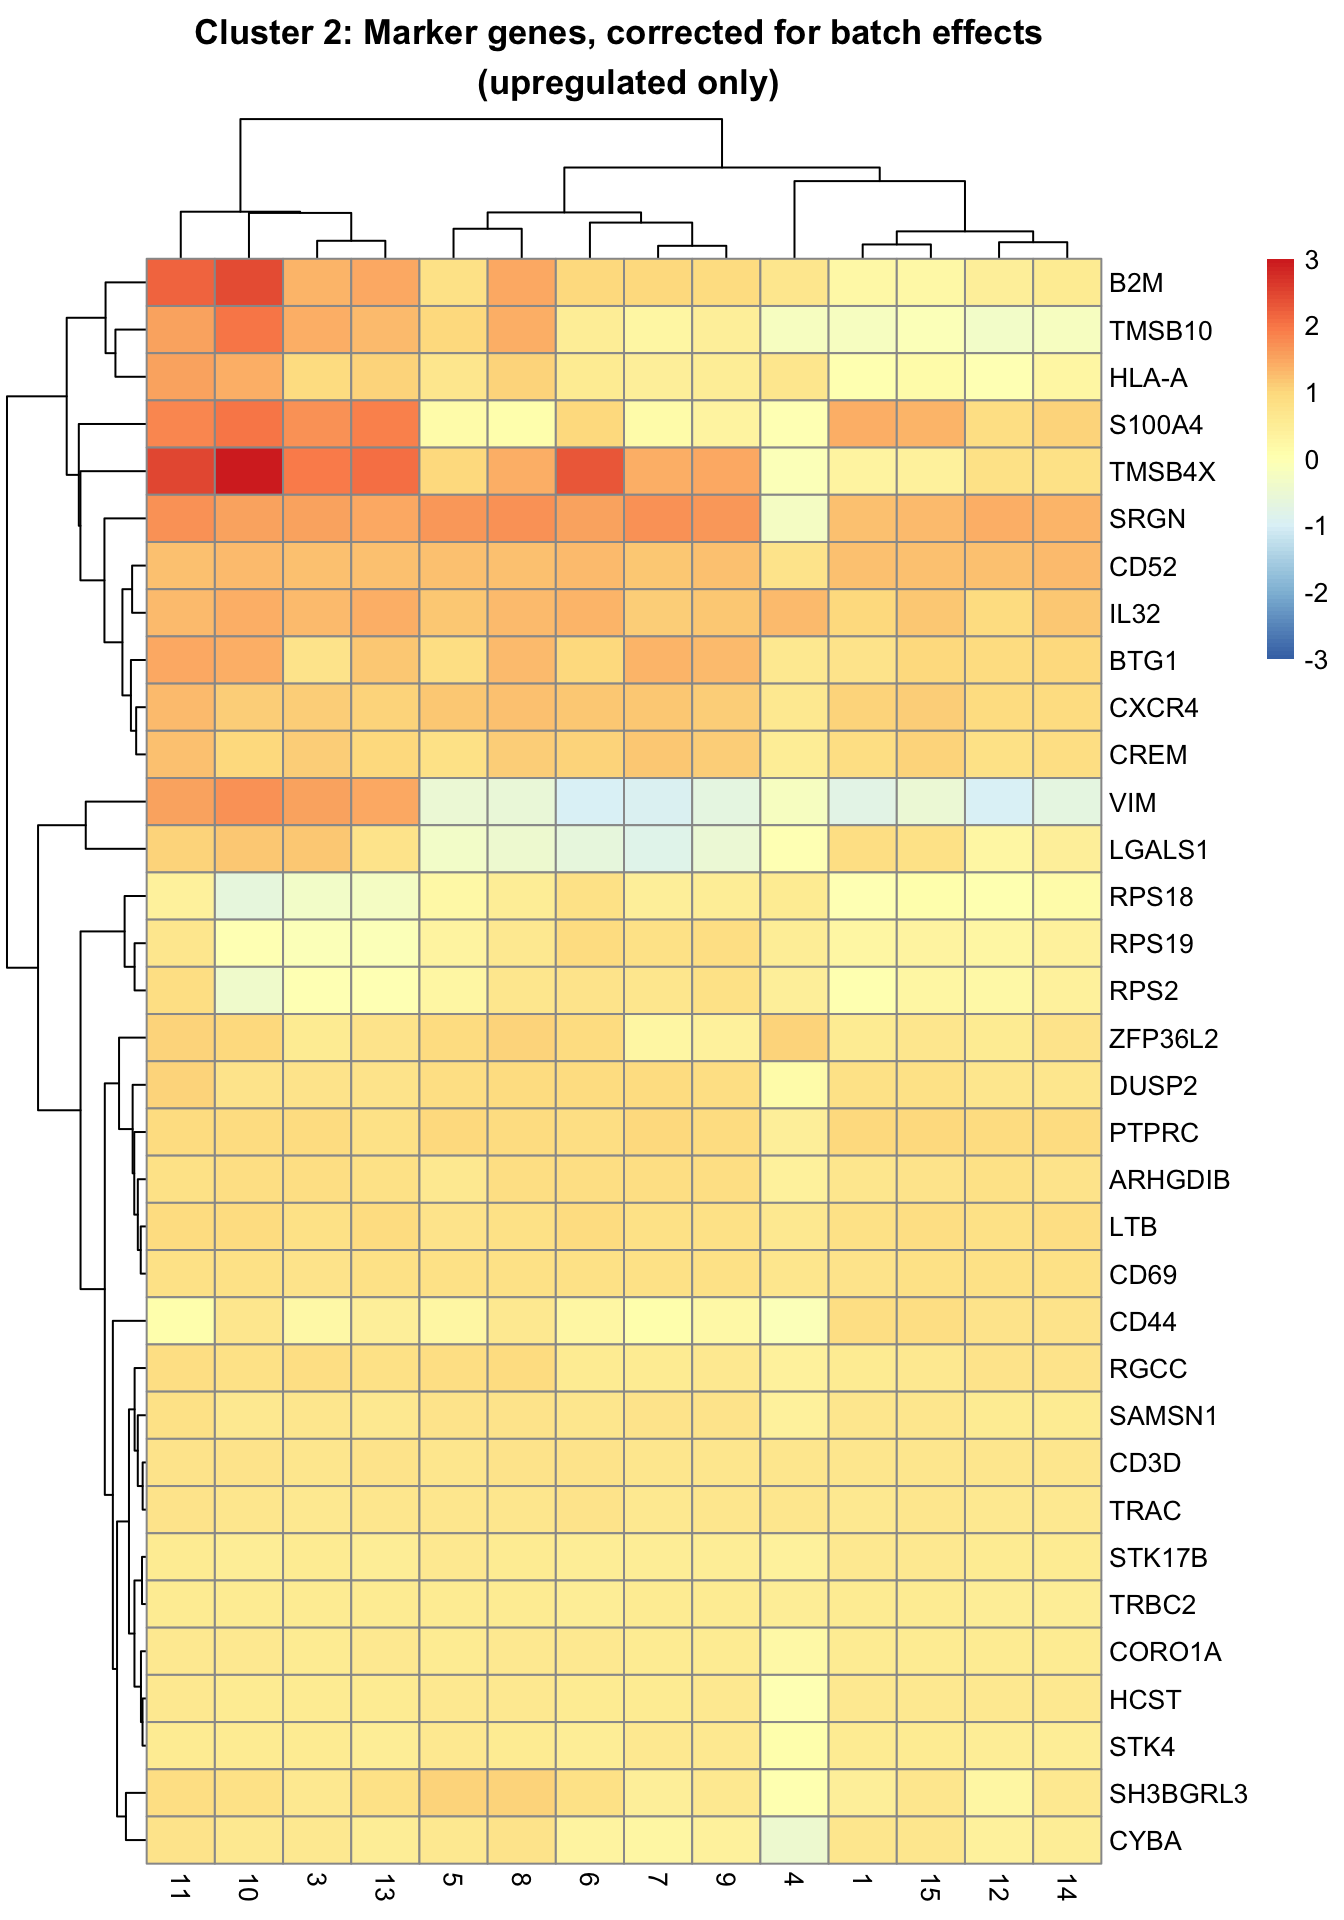 Cluster 2: Marker genes, corrected for batch effects
(upregulated only)
3
2
1
0
-1
-2
-3
B2M
TMSB10
HLA-A
S100A4
TMSB4X
SRGN
CD52
IL32
BTG1
CXCR4
CREM
VIM
LGALS1
RPS18
RPS19
RPS2
ZFP36L2
DUSP2
PTPRC
ARHGDIB
LTB
CD69
CD44
RGCC
SAMSN1
CD3D
TRAC
STK17B
TRBC2
CORO1A
HCST
STK4
SH3BGRL3
CYBA
11 10 3 13 5 8 6 7 9 4 1 15 12 14